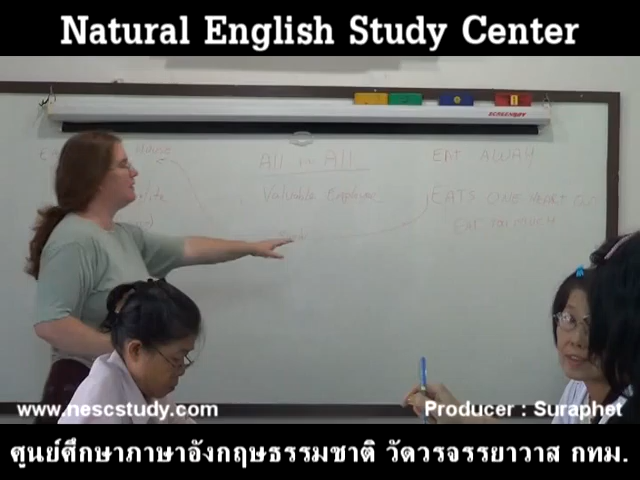 Natural English Study Center
SCREENBOY
All in All
EAT AWAY
Valuable Employee
EATS ONE HEART OUT
EAT TOO MUCH
www.nescstudy.com
Producer : Suraphet
ศูนย์ศึกษาภาษาอังกฤษธรรมชาติ วัดวรจรรยาวาส กทม.